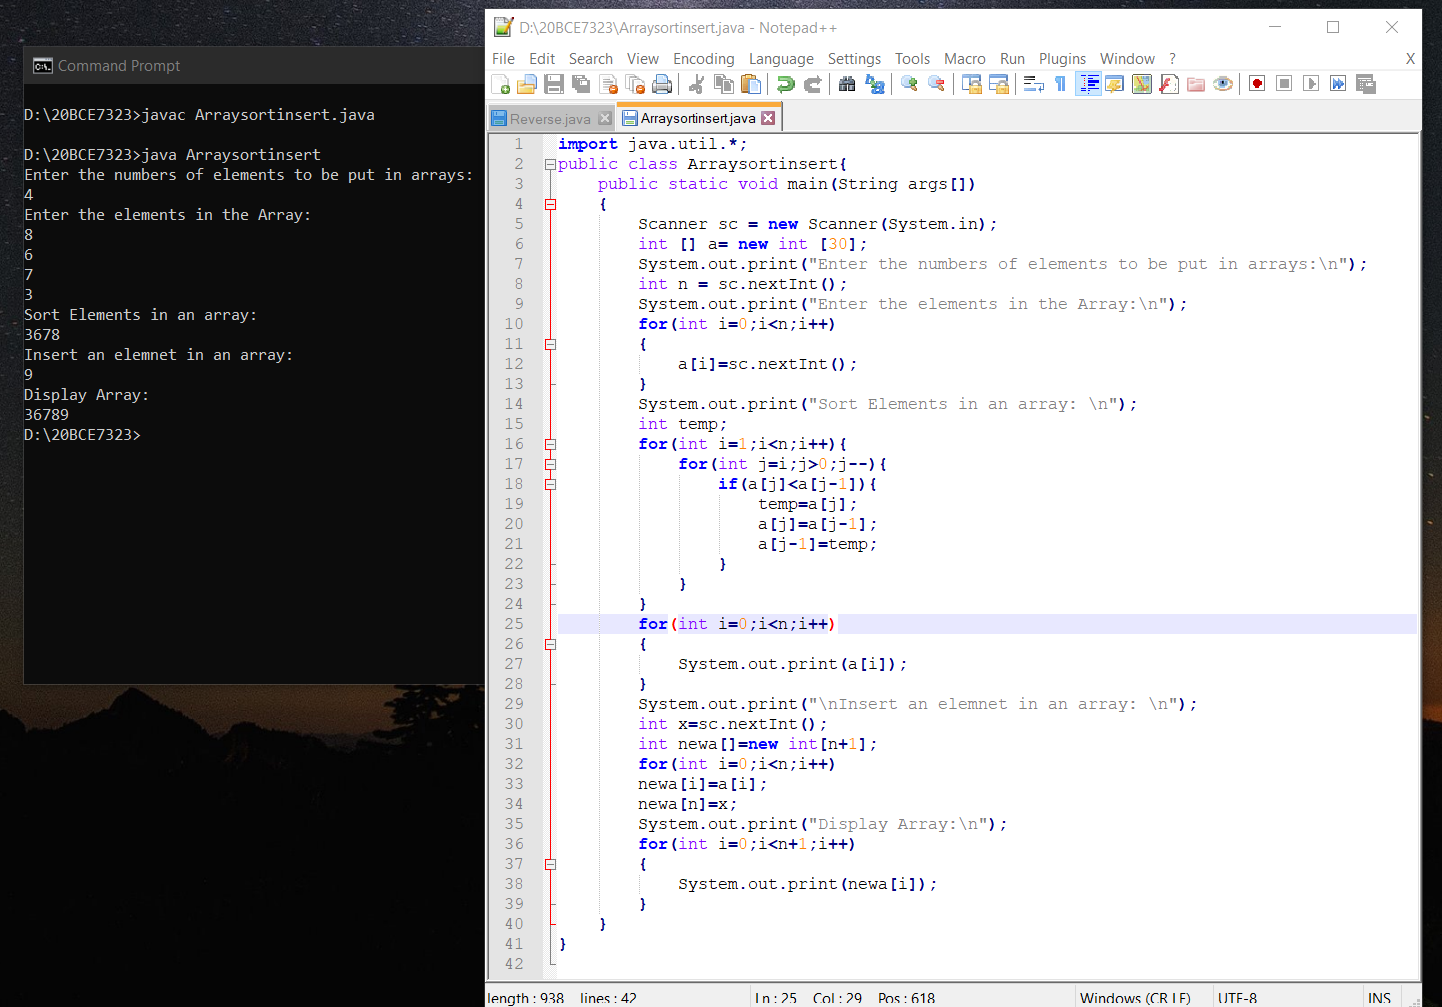 Command Prompt
D:\20BCE7323>javac Arraysortinsert.java
D:\20BCE7323>java Arraysortinsert
Enter the numbers of elements to be put in arrays:
4
Enter the elements in the Array:
8
6
7
3
Sort Elements in an array:
3678
Insert an elemnet in an array:
9
Display Array:
36789
D:\20BCE7323>
D:\20BCE7323\Arraysortinsert.java - Notepad++
File Edit Search View Encoding Language Settings Tools Macro Run Plugins Window ? X
Reverse.java Arraysortinsert.java
1 import java.util.*;
2 public class Arraysortinsert{
3 public static void main(String args[])
4 {
5 Scanner sc = new Scanner(System.in);
6 int [] a= new int [30];
7 System.out.print("Enter the numbers of elements to be put in arrays:\n");
8 int n = sc.nextInt();
9 System.out.print("Enter the elements in the Array:\n");
10 for(int i=0;i<n;i++)
11 {
12 a[i]=sc.nextInt();
13 }
14 System.out.print("Sort Elements in an array: \n");
15 int temp;
16 for(int i=1;i<n;i++){
17 for(int j=i;j>0;j--){
18 if(a[j]<a[j-1]){
19 temp=a[j];
20 a[j]=a[j-1];
21 a[j-1]=temp;
22 }
23 }
24 }
25 for(int i=0;i<n;i++)
26 {
27 System.out.print(a[i]);
28 }
29 System.out.print("\nInsert an elemnet in an array: \n");
30 int x=sc.nextInt();
31 int newa[]=new int[n+1];
32 for(int i=0;i<n;i++)
33 newa[i]=a[i];
34 newa[n]=x;
35 System.out.print("Display Array:\n");
36 for(int i=0;i<n+1;i++)
37 {
38 System.out.print(newa[i]);
39 }
40 }
41 }
42
length : 938 lines : 42 Ln : 25 Col : 29 Pos : 618 Windows (CR LF) UTF-8 INS